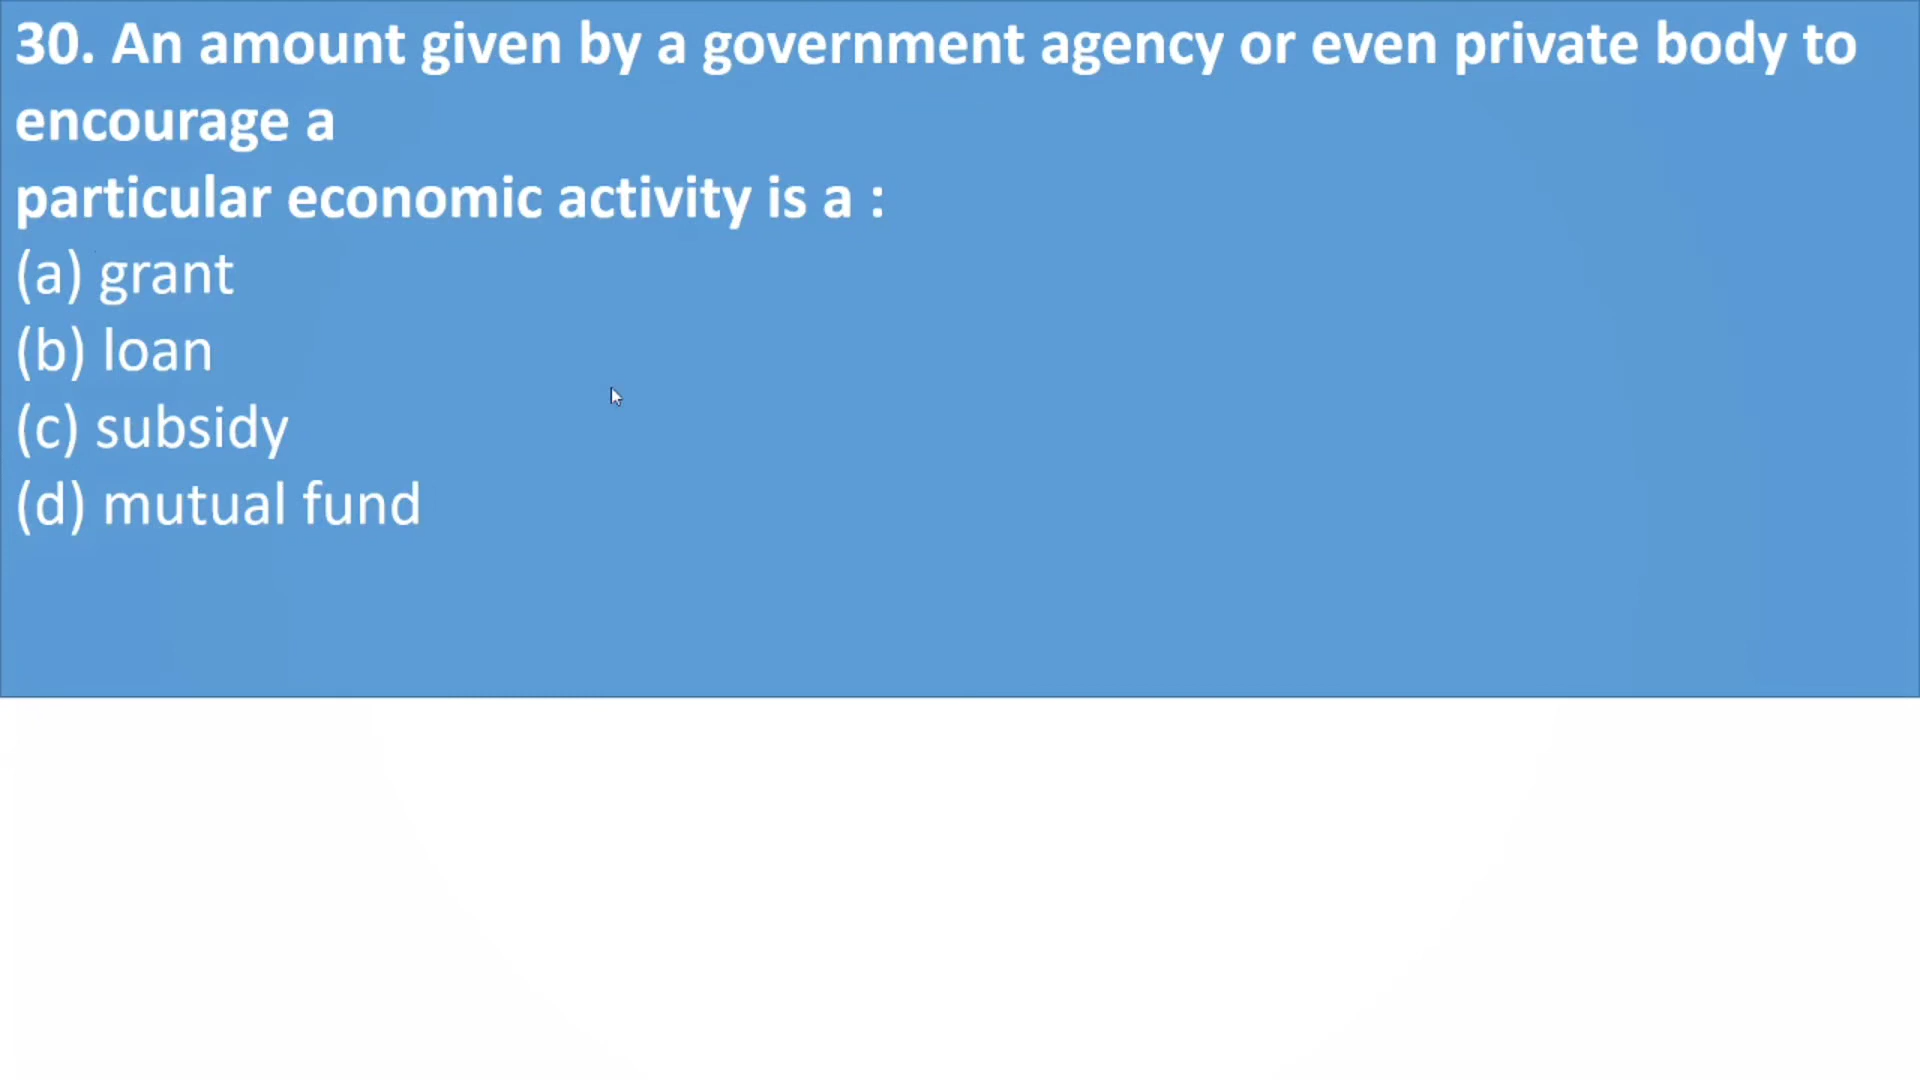 30. An amount given by a government agency or even private body to
encourage a
particular economic activity is a :
(a) grant
(b) loan
(c) subsidy
(d) mutual fund